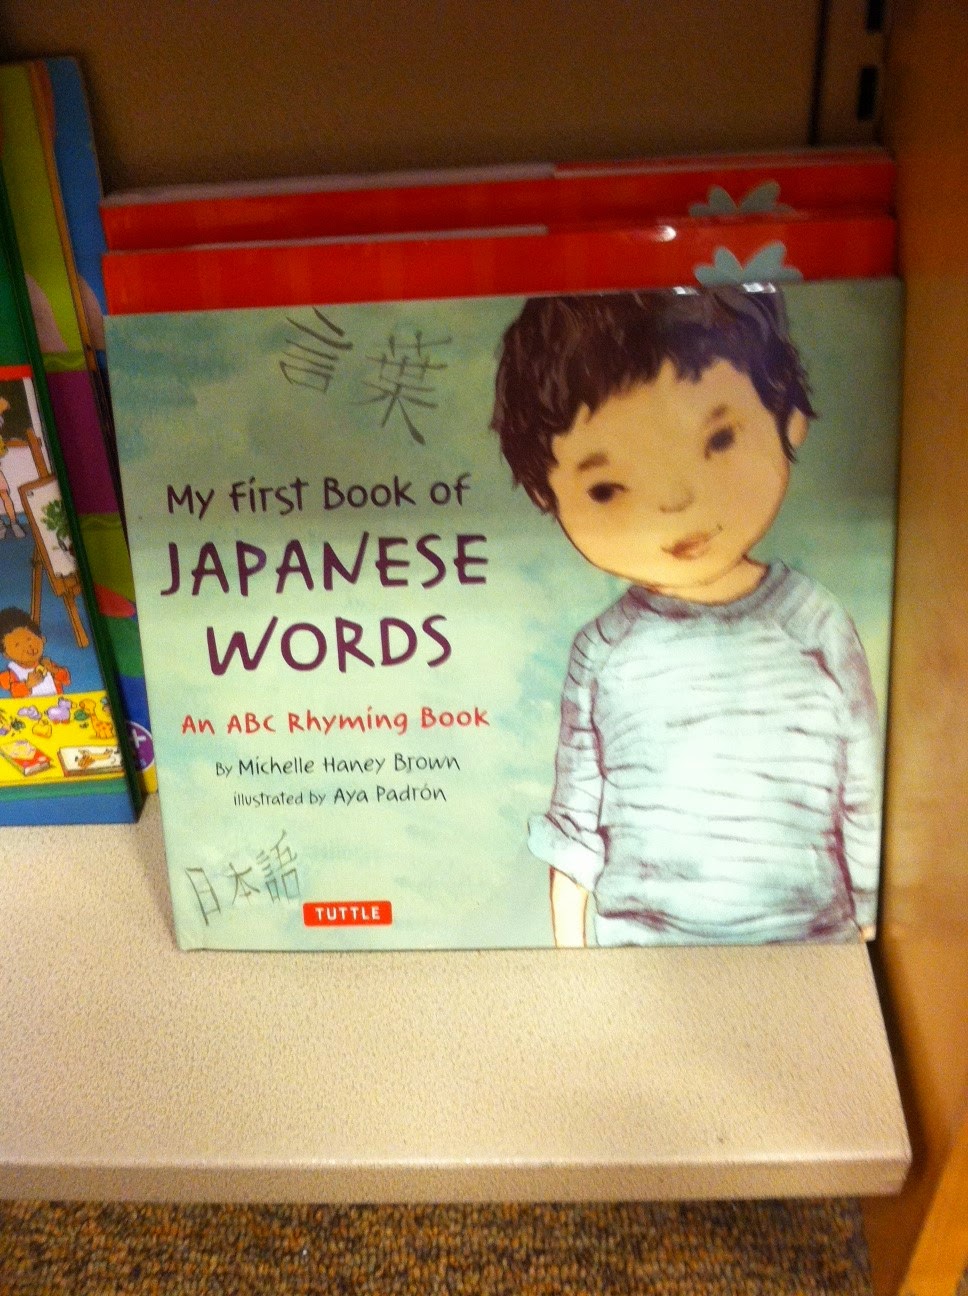 言葉
My First Book of
JAPANESE
WORDS
An ABC Rhyming Book
By Michelle Haney Brown
illustrated by Aya Padrón
日本語
TUTTLE